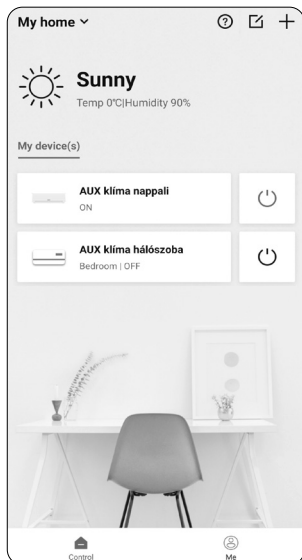 My home
Sunny
Temp 0°C|Humidity 90%
My device(s)
AUX klíma nappali
ON
AUX klíma hálószoba
Bedroom | OFF
Control
Me